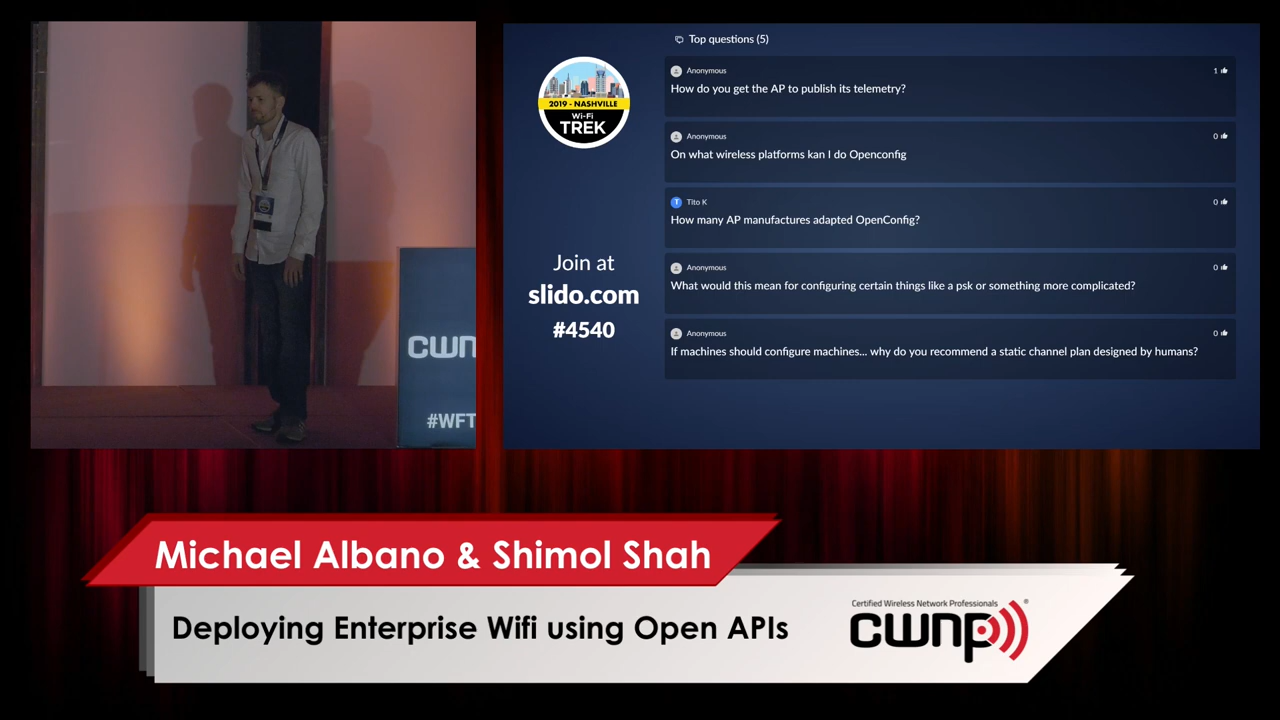 CWN
#WFT
2019 - NASHVILLE
Wi-Fi
TREK
Join at
slido.com
#4540
Top questions (5)
Anonymous
1
How do you get the AP to publish its telemetry?
Anonymous
0
On what wireless platforms kan I do Openconfig
T
Tito K
0
How many AP manufactures adapted OpenConfig?
Anonymous
0
What would this mean for configuring certain things like a psk or something more complicated?
Anonymous
0
If machines should configure machines... why do you recommend a static channel plan designed by humans?
Michael Albano & Shimol Shah
Deploying Enterprise Wifi using Open APIs
Certified Wireless Network Professionals
cwnp